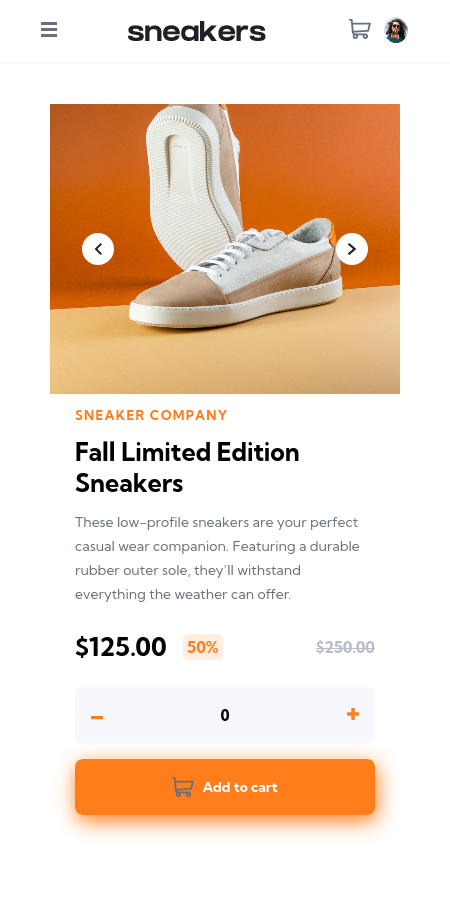 sneakers
SNEAKER COMPANY
Fall Limited Edition
Sneakers
These low-profile sneakers are your perfect
casual wear companion. Featuring a durable
rubber outer sole, they'll withstand
everything the weather can offer.
$125.00 50% $250.00
0
Add to cart